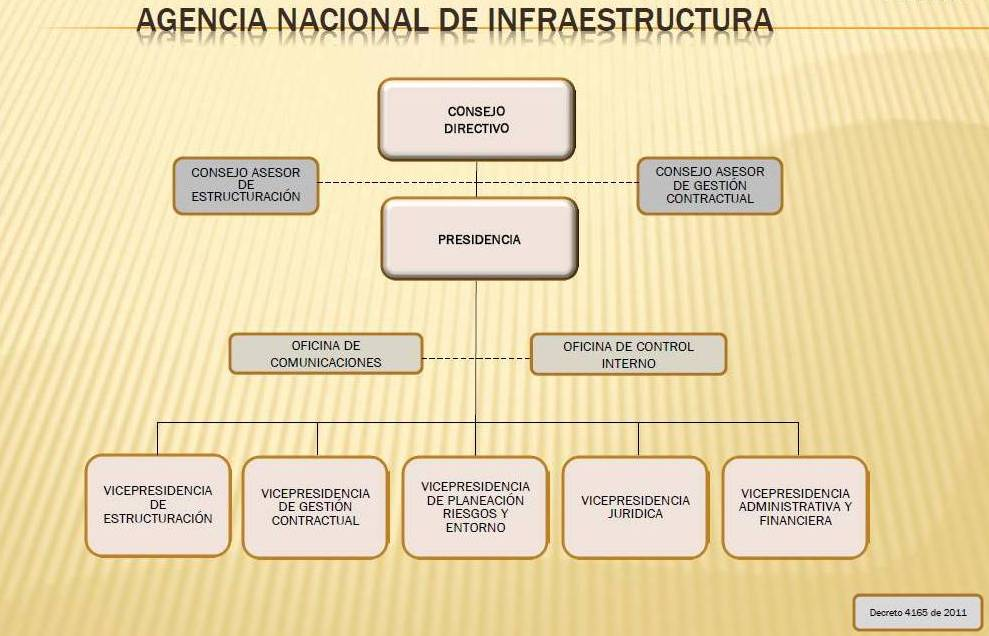 AGENCIA NACIONAL DE INFRAESTRUCTURA
CONSEJO
DIRECTIVO
CONSEJO ASESOR
DE
ESTRUCTURACIÓN
CONSEJO ASESOR
DE GESTIÓN
CONTRACTUAL
PRESIDENCIA
OFICINA DE
COMUNICACIONES
OFICINA DE CONTROL
INTERNO
VICEPRESIDENCIA
DE
ESTRUCTURACIÓN
VICEPRESIDENCIA
DE GESTIÓN
CONTRACTUAL
VICEPRESIDENCIA
DE PLANEACIÓN
RIESGOS Y
ENTORNO
VICEPRESIDENCIA
JURIDICA
VICEPRESIDENCIA
ADMINISTRATIVA Y
FINANCIERA
Decreto 4165 de 2011